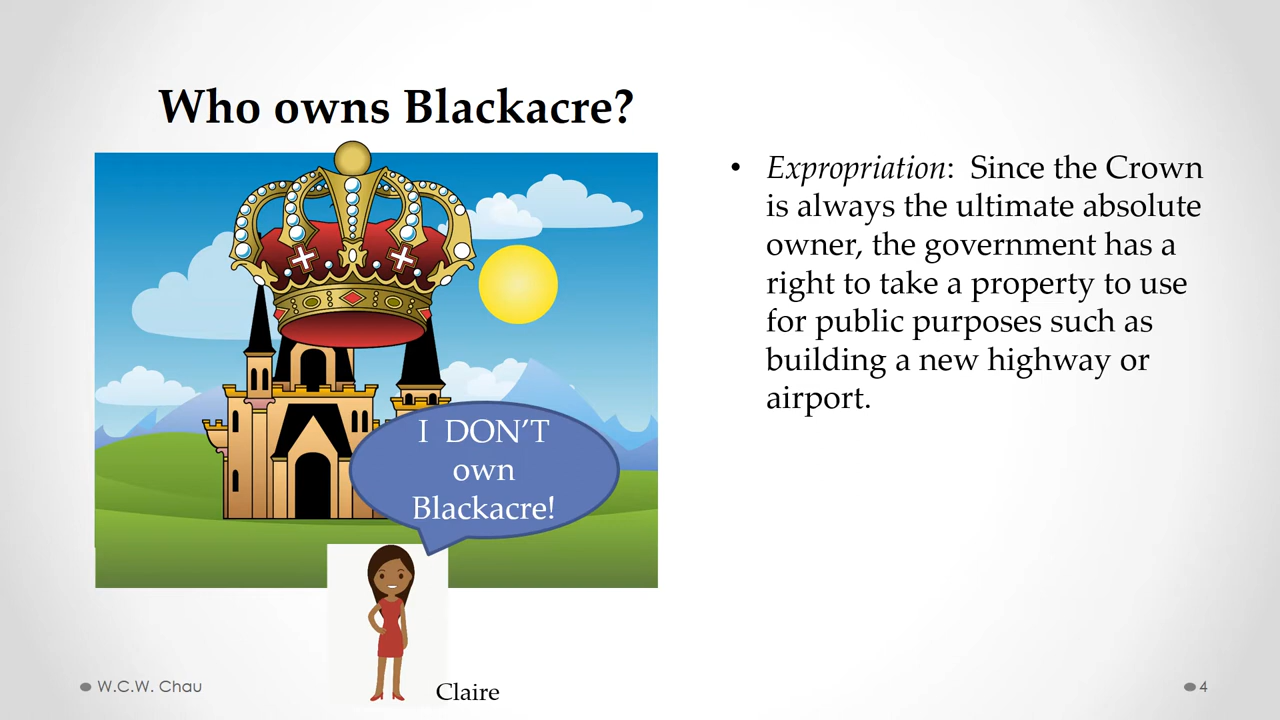 Who owns Blackacre?
• Expropriation: Since the Crown
is always the ultimate absolute
owner, the government has a
right to take a property to use
for public purposes such as
building a new highway or
airport.
I DON’T
own
Blackacre!
Claire
W.C.W. Chau
4